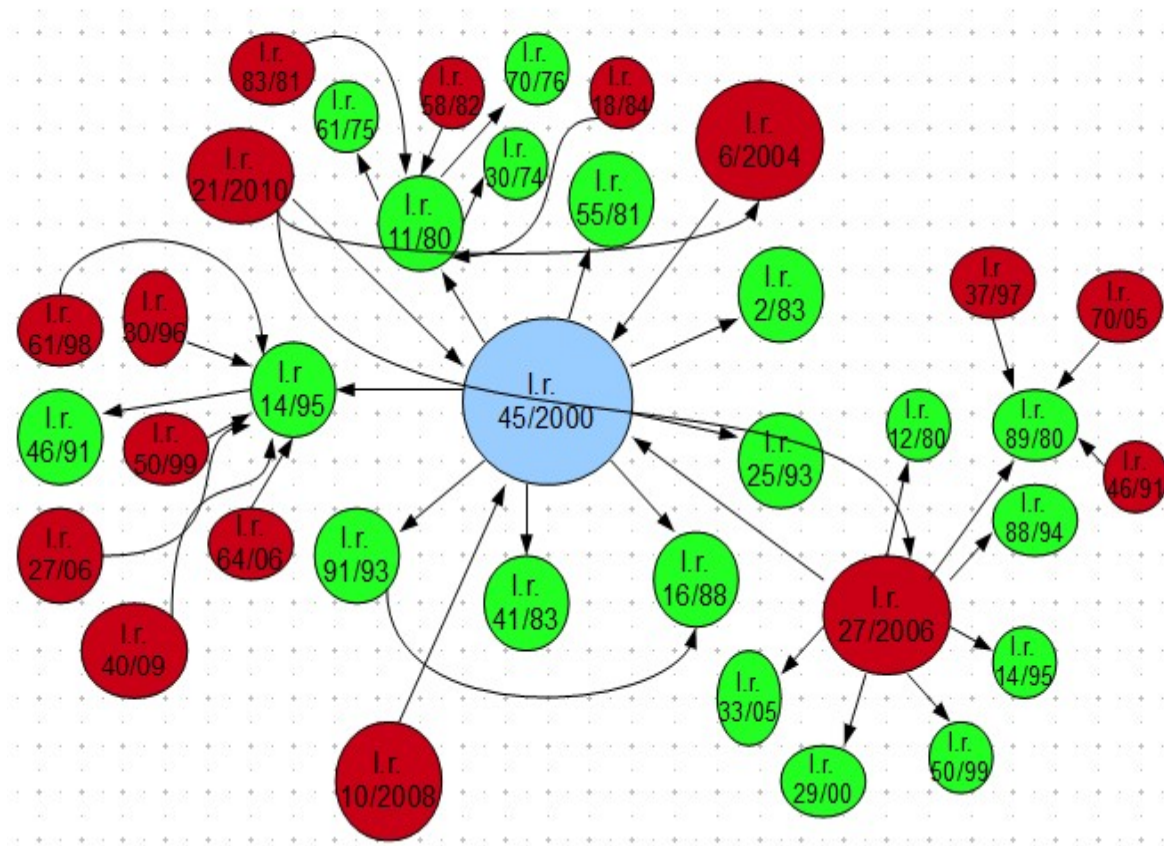 l.r.
83/81
l.r.
70/76
l.r.
58/82
l.r.
18/84
l.r.
61/75
l.r.
6/2004
l.r.
30/74
l.r.
21/2010
l.r.
55/81
l.r.
11/80
l.r.
2/83
l.r
37/97
l.r.
70/05
l.r.
61/98
l.r.
30/96
l.r
14/95
l.r.
45/2000
l.r.
12/80
l.r.
89/80
l.r.
46/91
l.r.
50/99
l.r.
25/93
l.r.
46/91
l.r.
88/94
l.r.
27/06
l.r.
64/06
l.r.
91/93
l.r.
41/83
l.r.
16/88
l.r.
27/2006
l.r.
40/09
l.r.
14/95
l.r.
33/05
l.r.
10/2008
l.r.
29/00
l.r.
50/99